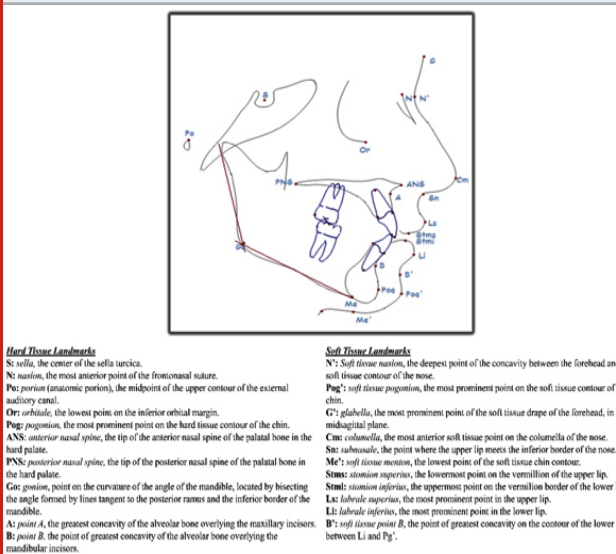 G
S
N N'
Po
Or
PNS
ANS
Cm
A
Sn
Ls
Stms
Stmi
Li
B
B'
Pog
Pog'
Me
Me'
Hard Tissue Landmarks
S: sella, the center of the sella turcica.
N: nasion, the most anterior point of the frontonasal suture.
Po: porion (anatomic porion), the midpoint of the upper contour of the external
auditory canal.
Or: orbitale, the lowest point on the inferior orbital margin.
Pog: pogonion, the most prominent point on the hard tissue contour of the chin.
ANS: anterior nasal spine, the tip of the anterior nasal spine of the palatal bone in the
hard palate.
PNS: posterior nasal spine, the tip of the posterior nasal spine of the palatal bone in
the hard palate.
Go: gonion, point on the curvature of the angle of the mandible, located by bisecting
the angle formed by lines tangent to the posterior ramus and the inferior border of the
mandible.
A: point A, the greatest concavity of the alveolar bone overlying the maxillary incisors.
B: point B, the point of greatest concavity of the alveolar bone overlying the
mandibular incisors.
Soft Tissue Landmarks
N': Soft tissue nasion, the deepest point of the concavity between the forehead an
soft tissue contour of the nose.
Pog': soft tissue pogonion, the most prominent point on the soft tissue contour of
chin.
G': glabella, the most prominent point of the soft tissue drape of the forehead, in
midsagittal plane.
Cm: columella, the most anterior soft tissue point on the columella of the nose.
Sn: subnasale, the point where the upper lip meets the inferior border of the nose.
Me': soft tissue menton, the lowest point of the soft tissue chin contour.
Stms: stomion superius, the lowermost point on the vermillion of the upper lip.
Stmi: stomion inferius, the uppermost point on the vermilion border of the lower
Ls: labrale superius, the most prominent point in the upper lip.
Li: labrale inferius, the most prominent point in the lower lip.
B': soft tissue point B, the point of greatest concavity on the contour of the lower
between Li and Pg'.